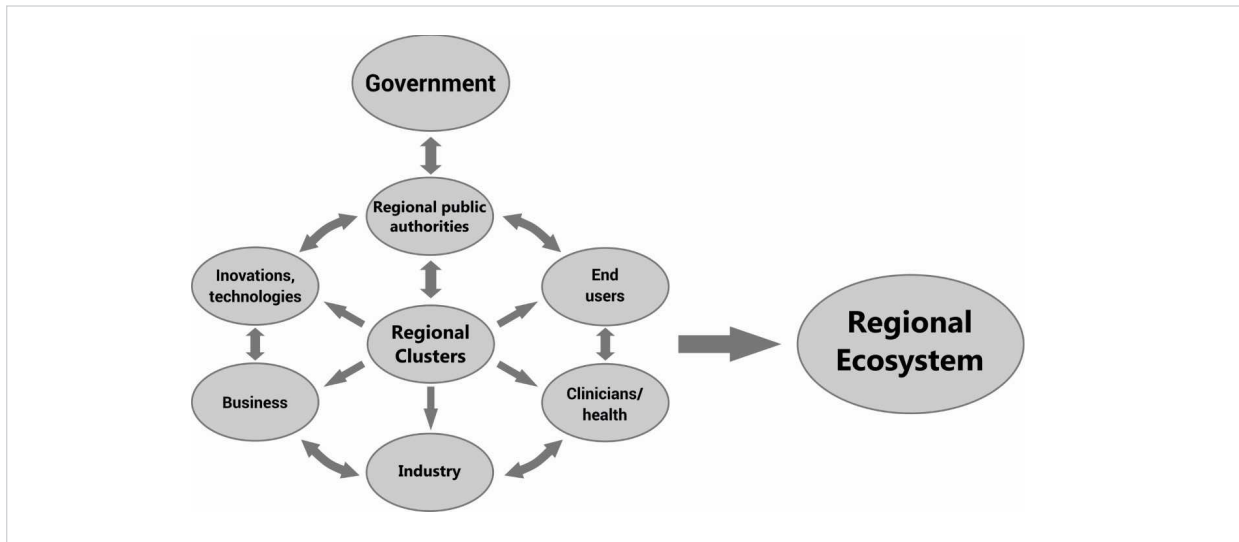 Government
Regional public
authorities
Inovations,
technologies
End
users
Regional
Clusters
Regional
Ecosystem
Business
Clinicians/
health
Industry